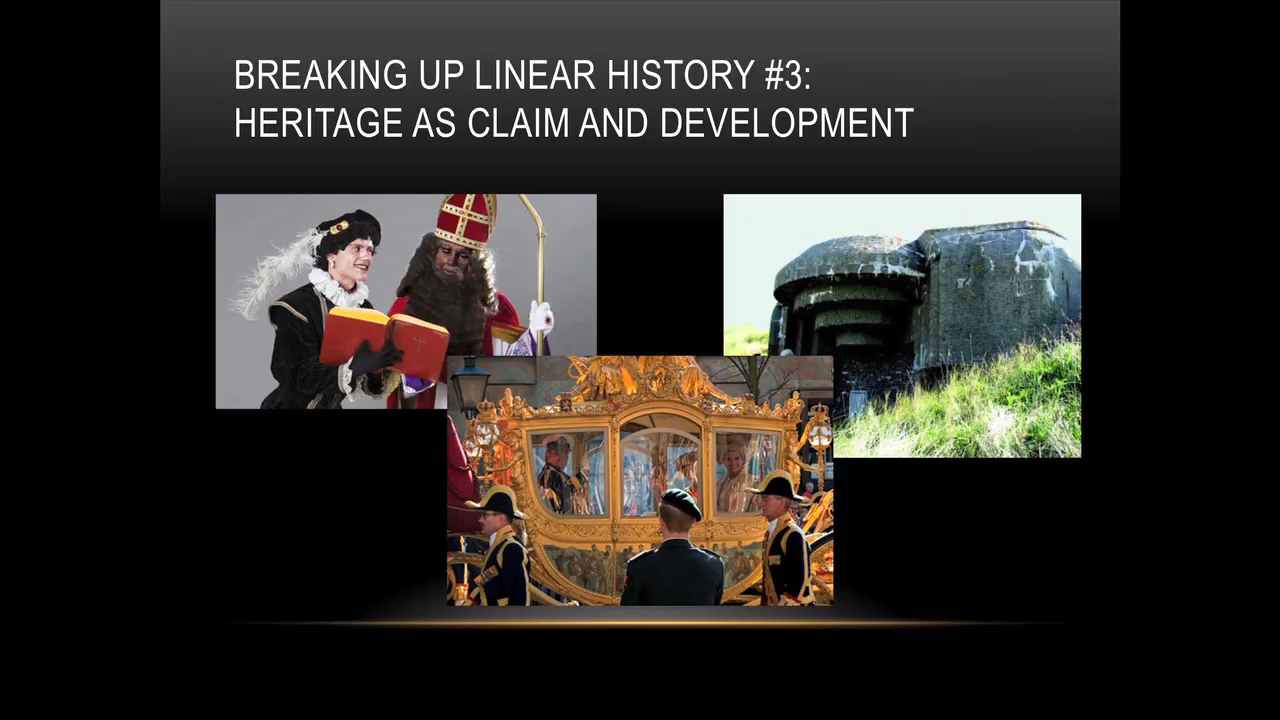 BREAKING UP LINEAR HISTORY #3:
HERITAGE AS CLAIM AND DEVELOPMENT